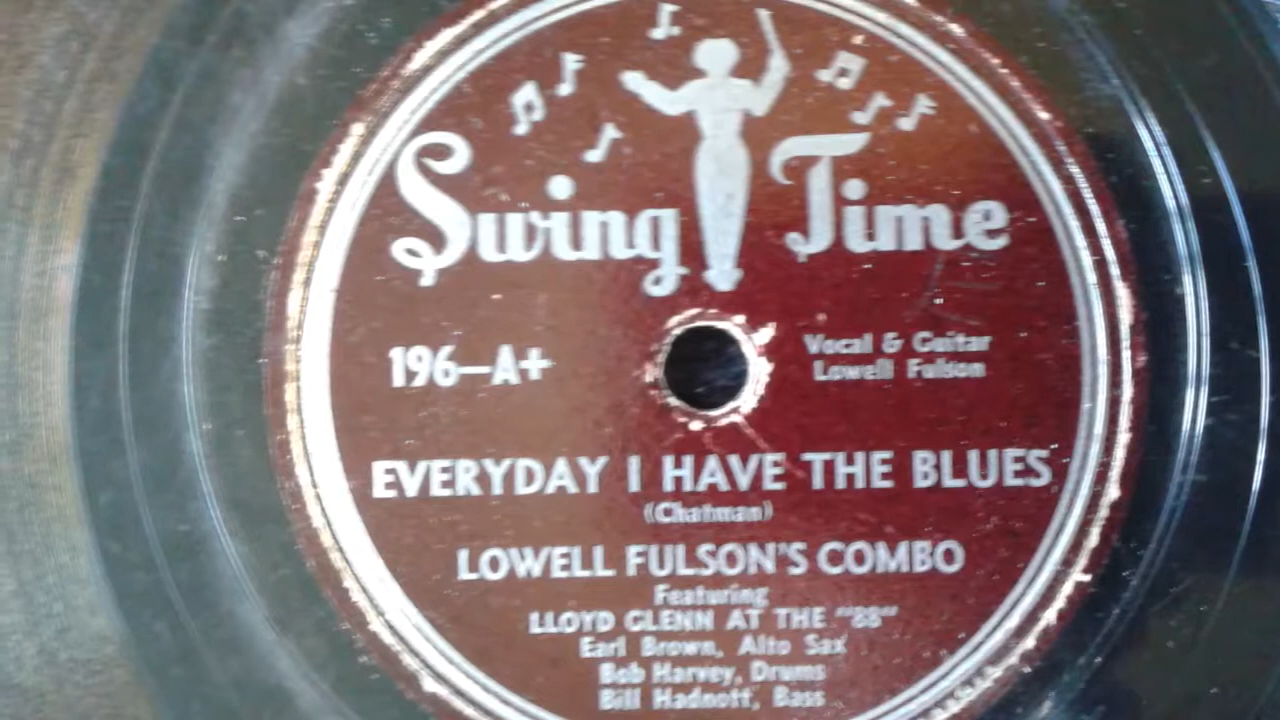 Swing Time
196–A+
Vocal & Guitar
Lowell Fulson
EVERYDAY I HAVE THE BLUES
(Chatman)
LOWELL FULSON'S COMBO
Featuring
LLOYD GLENN AT THE "88"
Earl Brown, Alto Sax
Bob Harvey, Drums
Bill Hadnott, Bass